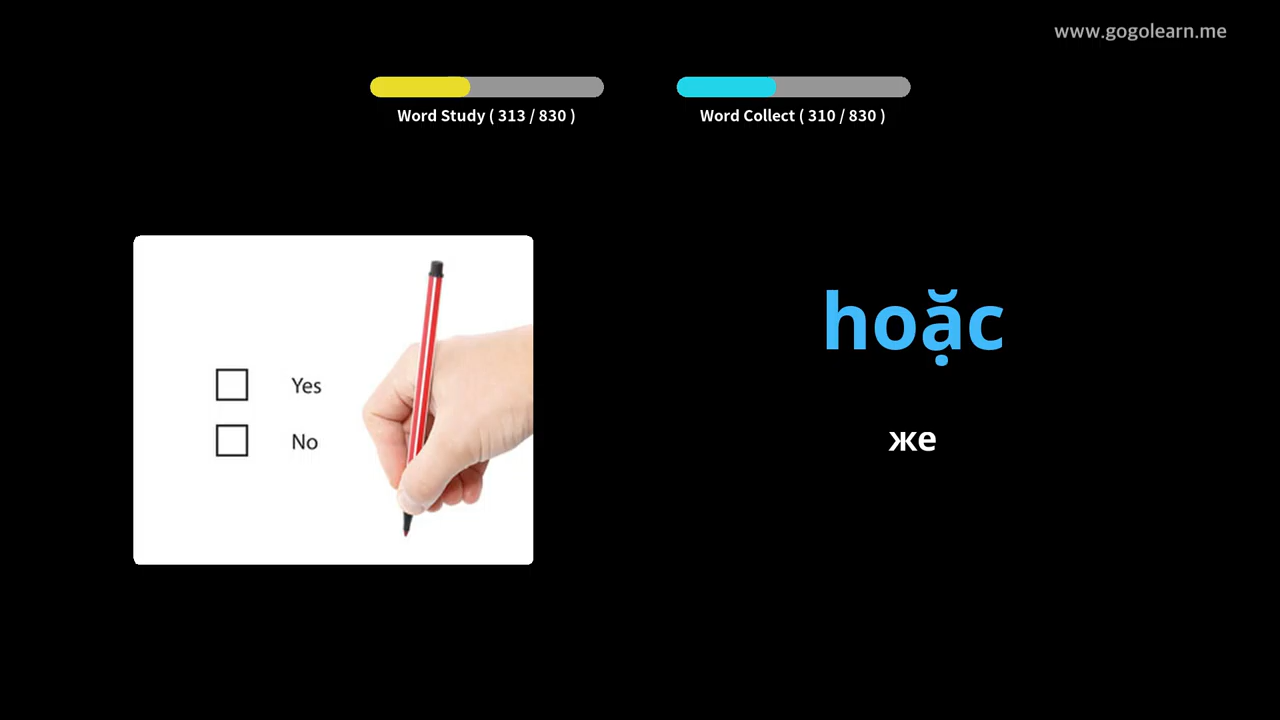 www.gogolearn.me
Word Study ( 313 / 830 )
Word Collect ( 310 / 830 )
Yes
No
hoặc
же